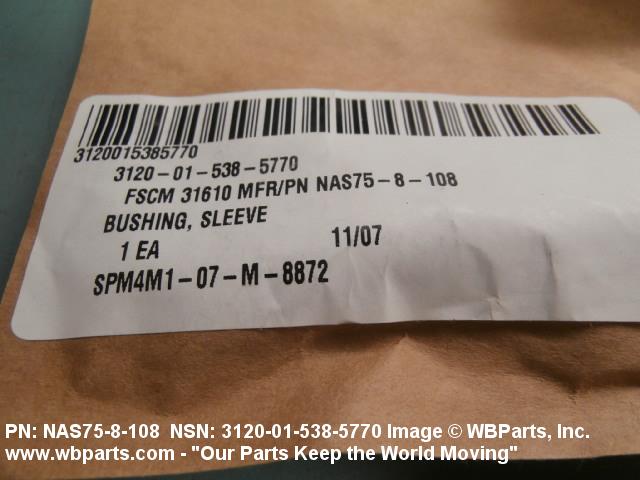 3120015385770
3120-01-538-5770
FSCM 31610 MFR/PN NAS75-8-108
BUSHING, SLEEVE
1 EA 11/07
SPM4M1-07-M-8872
PN: NAS75-8-108 NSN: 3120-01-538-5770 Image © WBParts, Inc.
www.wbparts.com - "Our Parts Keep the World Moving"